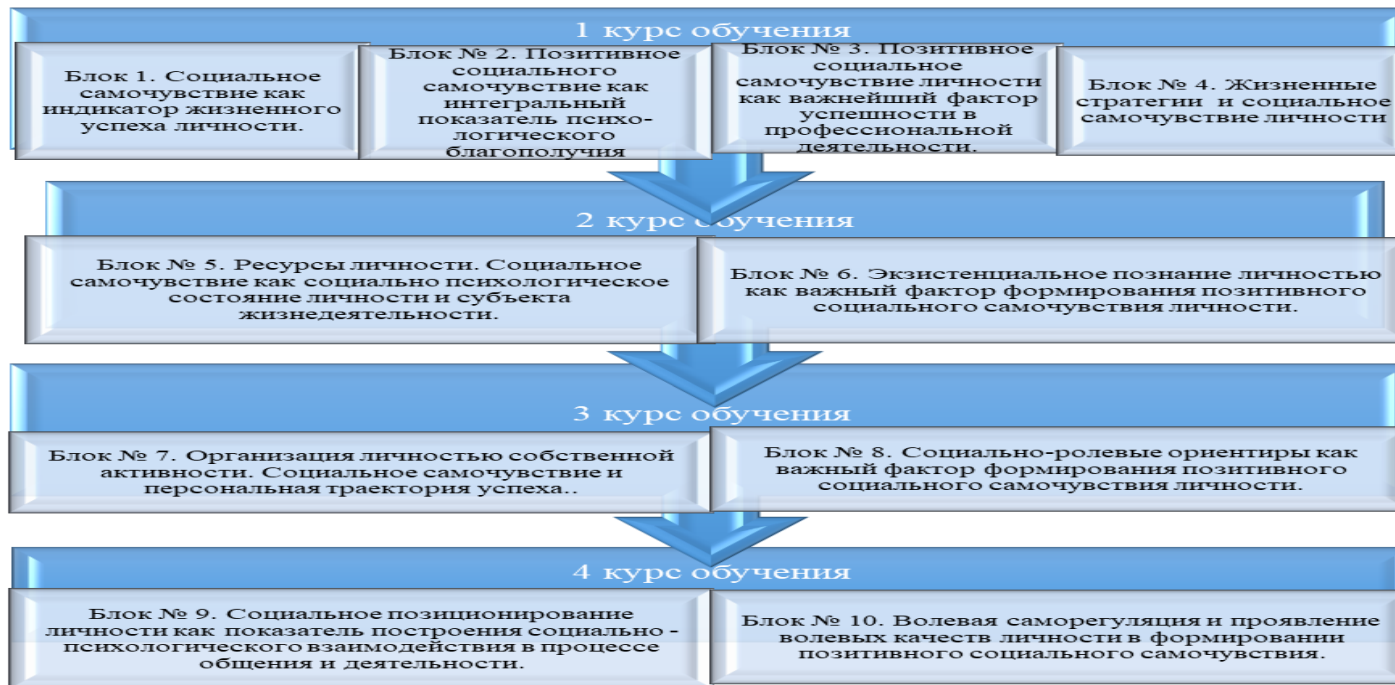 1 курс обучения
Блок 1. Социальное
самочувствие как
индикатор жизненного
успеха личности.
Блок № 2. Позитивное
социального
самочувствие как
интегральный
показатель психо-
логического
благополучия
Блок № 3. Позитивное
социальное
самочувствие личности
как важнейший фактор
успешности в
профессиональной
деятельности.
Блок № 4. Жизненные
стратегии и социальное
самочувствие личности
2 курс обучения
Блок № 5. Ресурсы личности. Социальное
самочувствие как социально психологическое
состояние личности и субъекта
жизнедеятельности.
Блок № 6. Экзистенциальное познание личностью
как важный фактор формирования позитивного
социального самочувствия личности.
3 курс обучения
Блок № 7. Организация личностью собственной
активности. Социальное самочувствие и
персональная траектория успеха..
Блок № 8. Социально-ролевые ориентиры как
важный фактор формирования позитивного
социального самочувствия личности.
4 курс обучения
Блок № 9. Социальное позиционирование
личности как показатель построения социально -
психологического взаимодействия в процессе
общения и деятельности.
Блок № 10. Волевая саморегуляция и проявление
волевых качеств личности в формировании
позитивного социального самочувствия.